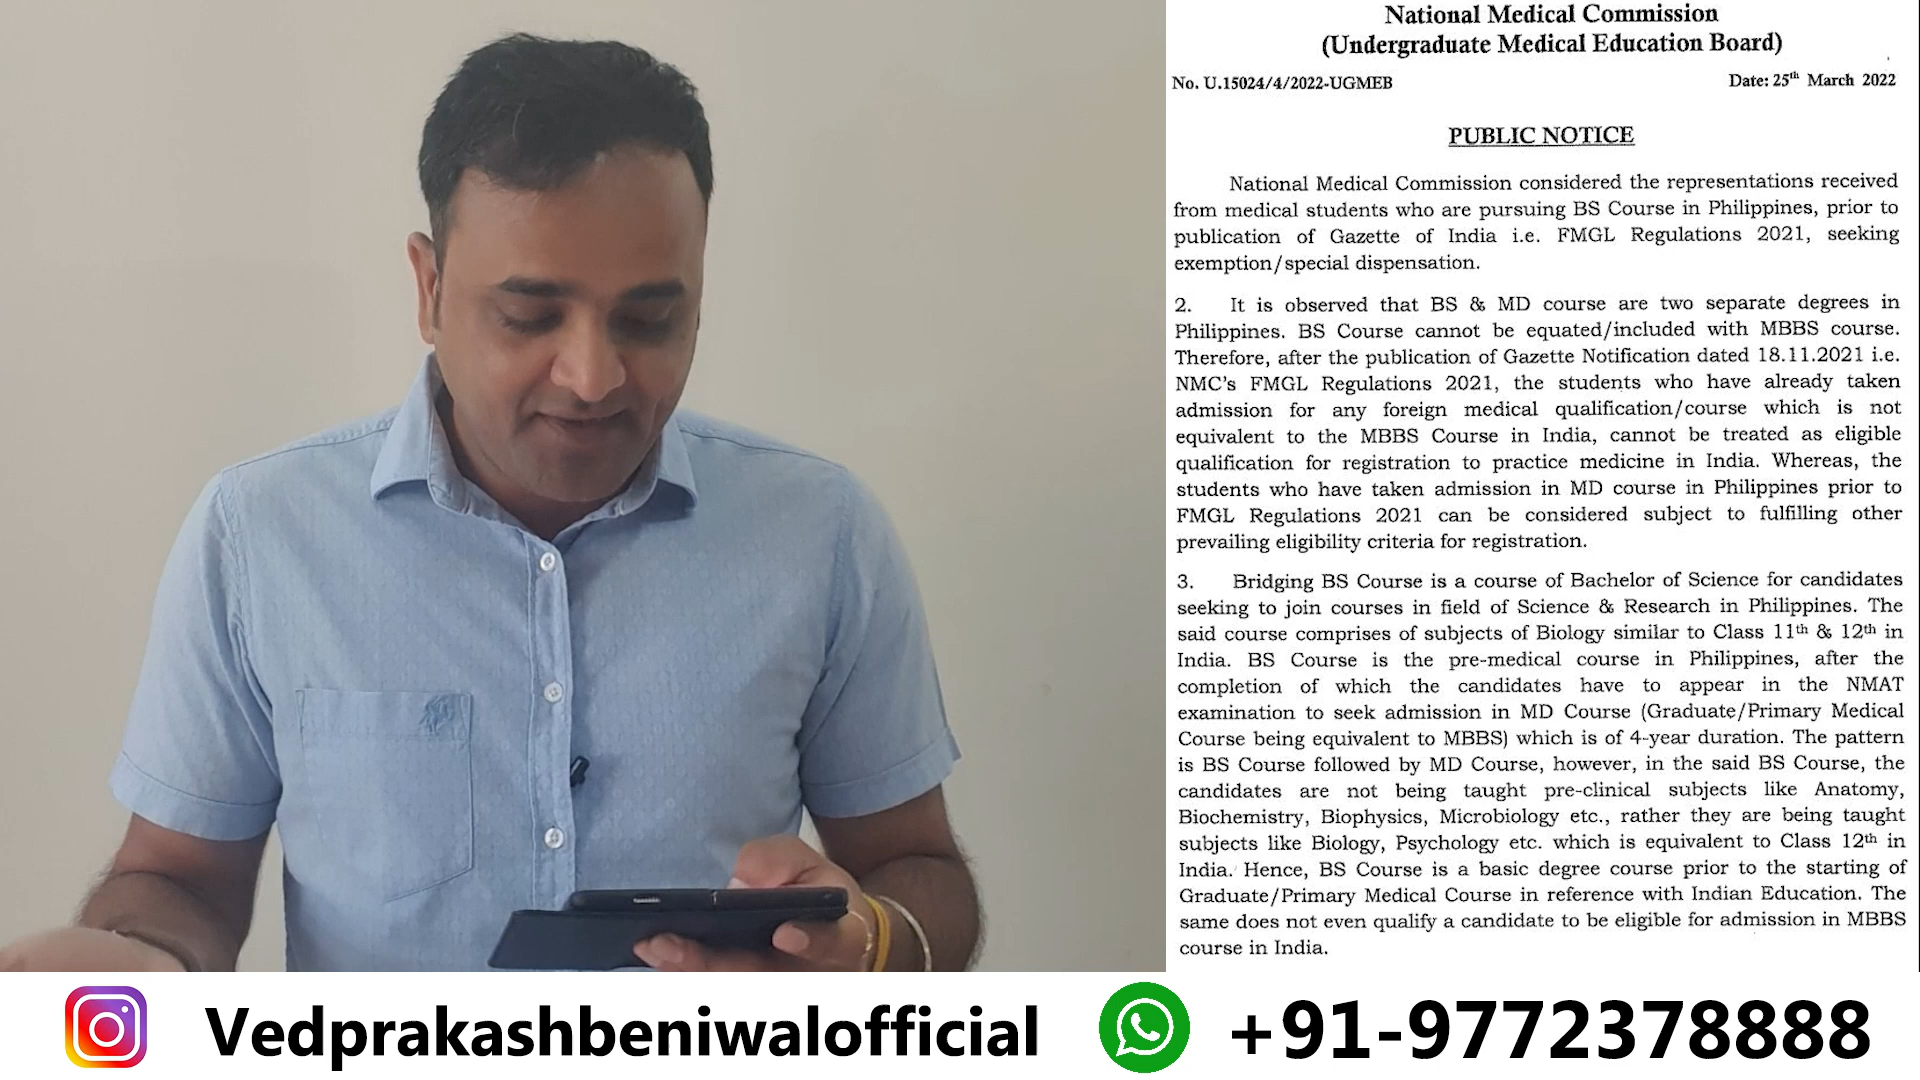 National Medical Commission
(Undergraduate Medical Education Board)
No. U.15024/4/2022-UGMEB Date: 25th March 2022
PUBLIC NOTICE
National Medical Commission considered the representations received
from medical students who are pursuing BS Course in Philippines, prior to
publication of Gazette of India i.e. FMGL Regulations 2021, seeking
exemption/special dispensation.
2. It is observed that BS & MD course are two separate degrees in
Philippines. BS Course cannot be equated/included with MBBS course.
Therefore, after the publication of Gazette Notification dated 18.11.2021 i.e.
NMC's FMGL Regulations 2021, the students who have already taken
admission for any foreign medical qualification/course which is not
equivalent to the MBBS Course in India, cannot be treated as eligible
qualification for registration to practice medicine in India. Whereas, the
students who have taken admission in MD course in Philippines prior to
FMGL Regulations 2021 can be considered subject to fulfilling other
prevailing eligibility criteria for registration.
3. Bridging BS Course is a course of Bachelor of Science for candidates
seeking to join courses in field of Science & Research in Philippines. The
said course comprises of subjects of Biology similar to Class 11th & 12th in
India. BS Course is the pre-medical course in Philippines, after the
completion of which the candidates have to appear in the NMAT
examination to seek admission in MD Course (Graduate/Primary Medical
Course being equivalent to MBBS) which is of 4-year duration. The pattern
is BS Course followed by MD Course, however, in the said BS Course, the
candidates are not being taught pre-clinical subjects like Anatomy,
Biochemistry, Biophysics, Microbiology etc., rather they are being taught
subjects like Biology, Psychology etc. which is equivalent to Class 12th in
India. Hence, BS Course is a basic degree course prior to the starting of
Graduate/Primary Medical Course in reference with Indian Education. The
same does not even qualify a candidate to be eligible for admission in MBBS
course in India.
Vedprakashbeniwalofficial +91-9772378888